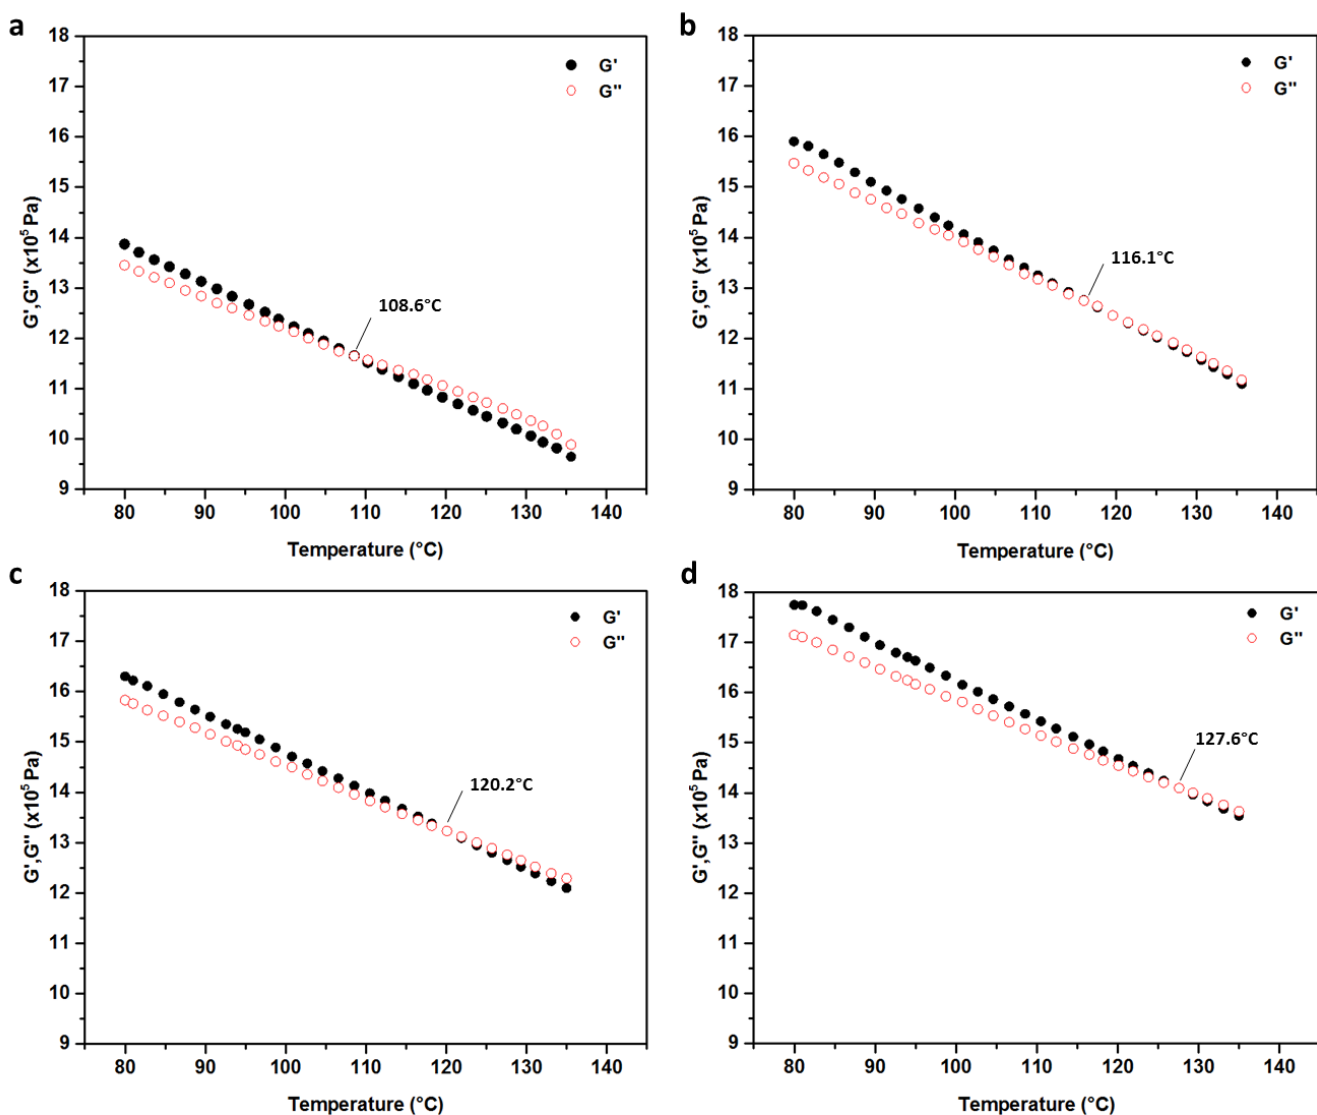 a
18
17
16
15
14
13
12
11
10
9
G',G'' (x10⁵ Pa)
G'
G''
108.6°C
80 90 100 110 120 130 140
Temperature (°C)
b
18
17
16
15
14
13
12
11
10
9
G',G'' (x10⁵ Pa)
G'
G''
116.1°C
80 90 100 110 120 130 140
Temperature (°C)
c
18
17
16
15
14
13
12
11
10
9
G',G'' (x10⁵ Pa)
G'
G''
120.2°C
80 90 100 110 120 130 140
Temperature (°C)
d
18
17
16
15
14
13
12
11
10
9
G',G'' (x10⁵ Pa)
G'
G''
127.6°C
80 90 100 110 120 130 140
Temperature (°C)